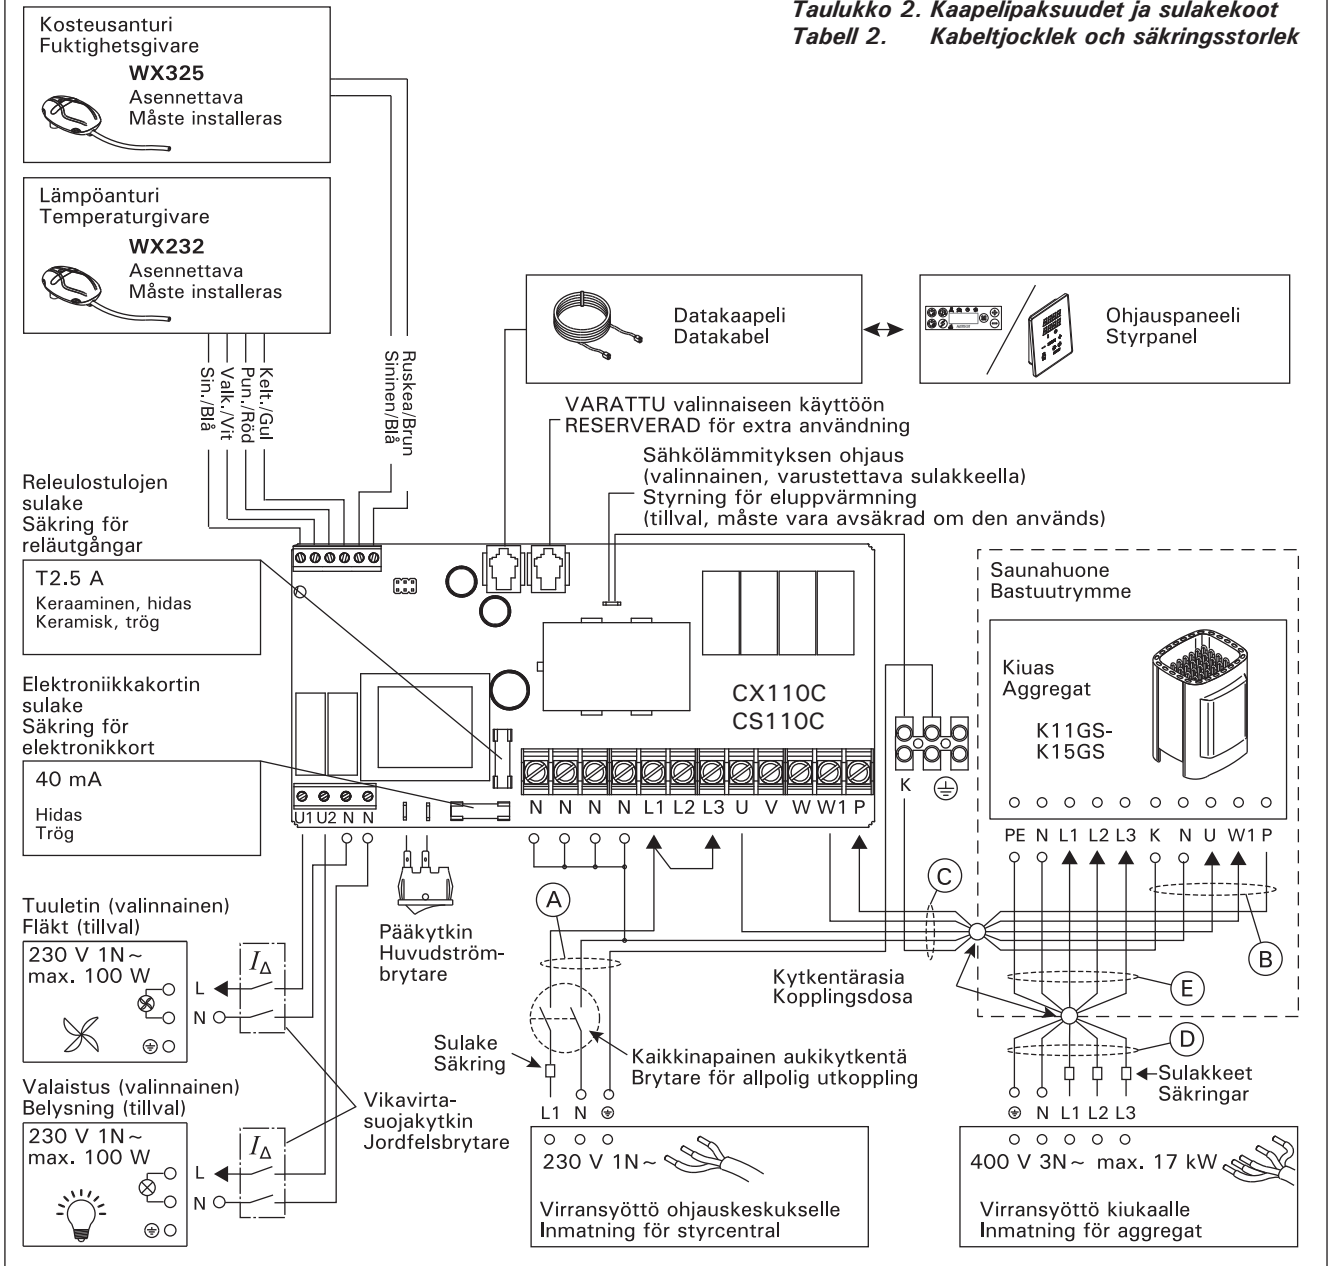 Taulukko 2. Kaapelipaksuudet ja sulakekoot
Tabell 2. Kabeltjocklek och säkringsstorlek
Kosteusanturi
Fuktighetsgivare
WX325
Asennettava
Måste installeras
Lämpöanturi
Temperaturgivare
WX232
Asennettava
Måste installeras
Datakaapeli
Datakabel
Ohjauspaneeli
Styrpanel
Sin./Blå
Valk./Vit
Pun./Röd
Kelt./Gul
Sininen/Blå
Ruskea/Brun
VARATTU valinnaiseen käyttöön
RESERVERAD för extra användning
Sähkölämmityksen ohjaus
(valinnainen, varustettava sulakkeella)
Styrning för eluppvärmning
(tillval, måste vara avsäkrad om den används)
Releulostulojen
sulake
Säkring för
reläutgångar
T2.5 A
Keraaminen, hidas
Keramisk, trög
Elektroniikkakortin
sulake
Säkring för
elektronikkort
40 mA
Hidas
Trög
CX110C
CS110C
Saunahuone
Bastuutrymme
Kiuas
Aggregat
K11GS-
K15GS
K
U1 U2 N N
N N N N L1 L2 L3 U V W W1 P
PE N L1 L2 L3 K N U W1 P
A
C
B
E
D
Pääkytkin
Huvudström-
brytare
Tuuletin (valinnainen)
Fläkt (tillval)
230 V 1N~
max. 100 W
L
N
I∆
Kytkentärasia
Kopplingsdosa
Sulake
Säkring
Kaikkinapainen aukikytkentä
Brytare för allpolig utkoppling
Sulakkeet
Säkringar
Valaistus (valinnainen)
Belysning (tillval)
230 V 1N~
max. 100 W
L
N
I∆
Vikavirta-
suojakytkin
Jordfelsbrytare
L1 N
230 V 1N~
Virransyöttö ohjauskeskukselle
Inmatning för styrcentral
N L1 L2 L3
400 V 3N~ max. 17 kW
Virransyöttö kiukaalle
Inmatning för aggregat